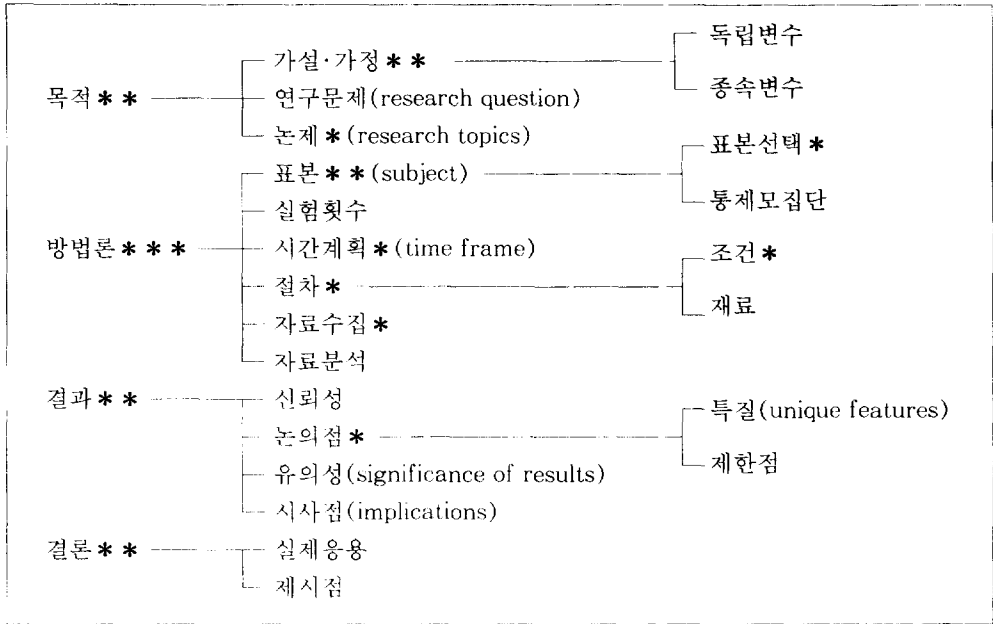 독립변수
가설·가정**
목적**
연구문제(research question)
종속변수
논제*(research topics)
표본선택*
표본**(subject)
통제모집단
실험횟수
방법론***
시간계획*(time frame)
조건*
절차*
재료
자료수집*
자료분석
결과**
신뢰성
특질(unique features)
논의점*
제한점
유의성(significance of results)
시사점(implications)
결론**
실제응용
제시점